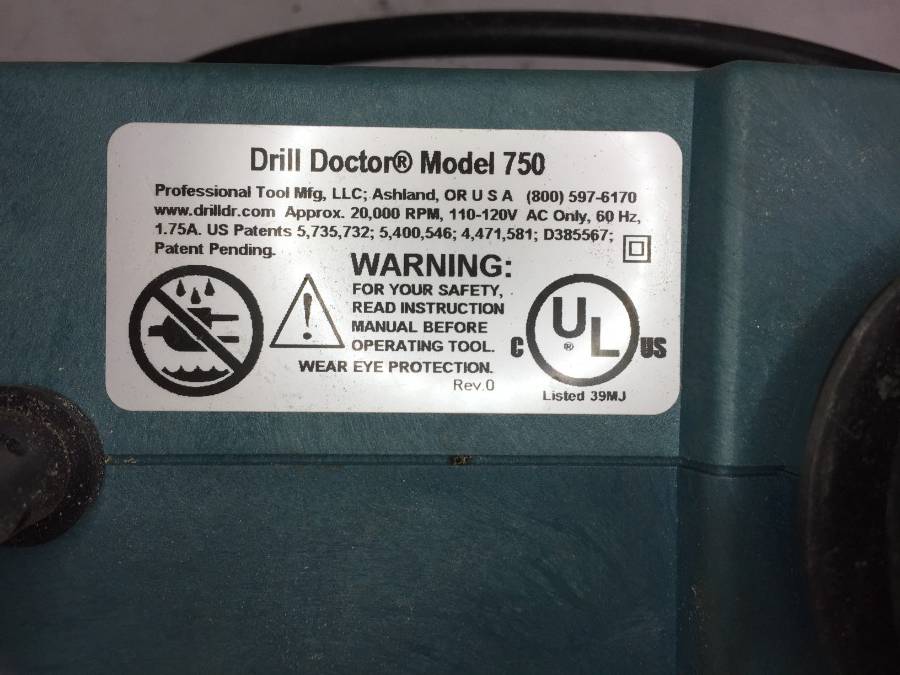 Drill Doctor® Model 750
Professional Tool Mfg, LLC; Ashland, OR U S A (800) 597-6170
www.drilldr.com Approx. 20,000 RPM, 110-120V AC Only, 60 Hz,
1.75A. US Patents 5,735,732; 5,400,546; 4,471,581; D385567;
Patent Pending.
WARNING:
FOR YOUR SAFETY,
READ INSTRUCTION
MANUAL BEFORE
OPERATING TOOL.
WEAR EYE PROTECTION.
Rev.0
C UL® US
Listed 39MJ